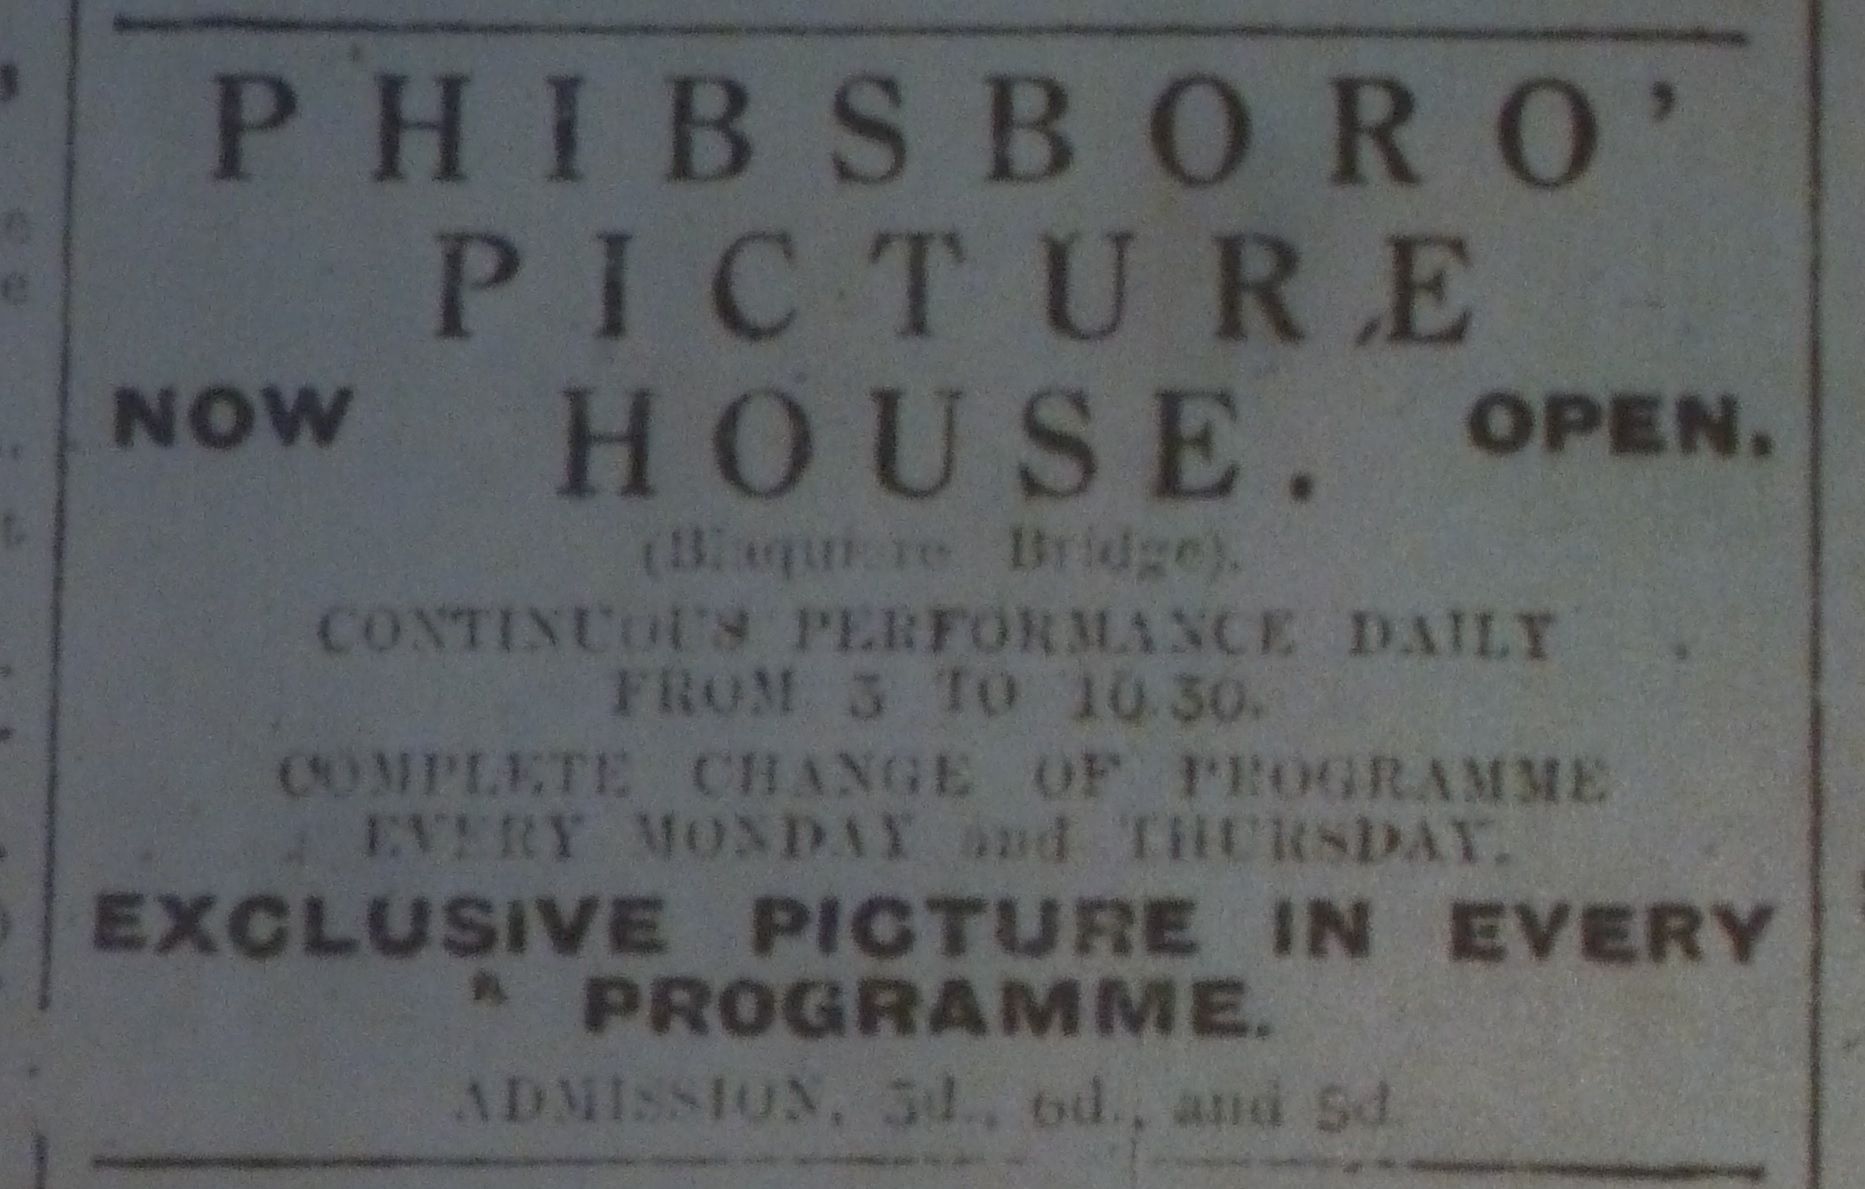 PHIBSBORO'
PICTURE
NOW HOUSE. OPEN.
(Blaquiere Bridge).
CONTINUOUS PERFORMANCE DAILY
FROM 3 TO 10.30.
COMPLETE CHANGE OF PROGRAMME
EVERY MONDAY and THURSDAY.
EXCLUSIVE PICTURE IN EVERY
PROGRAMME.
ADMISSION, 3d., 6d., and